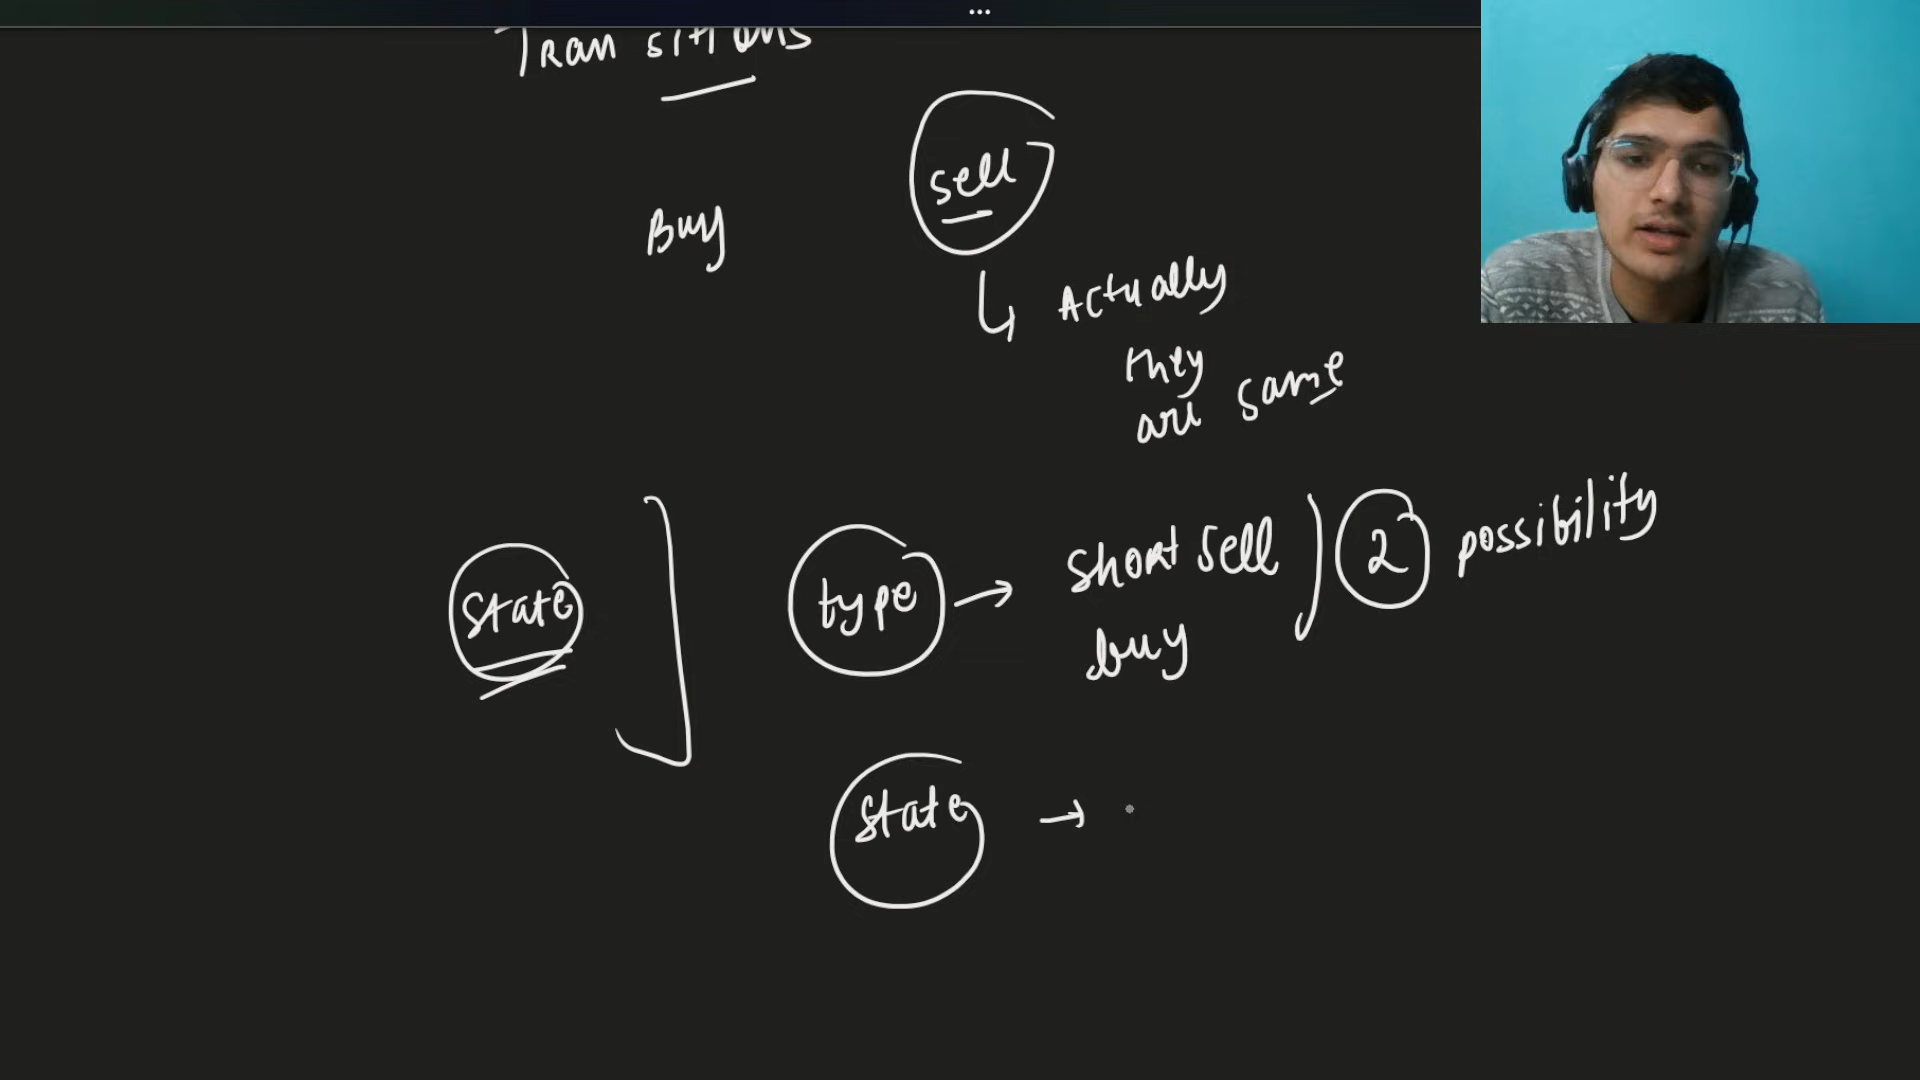 ...
Transitions
Buy
sell
↳ Actually
they
are same
state
type → short sell
buy
2 possibility
state →